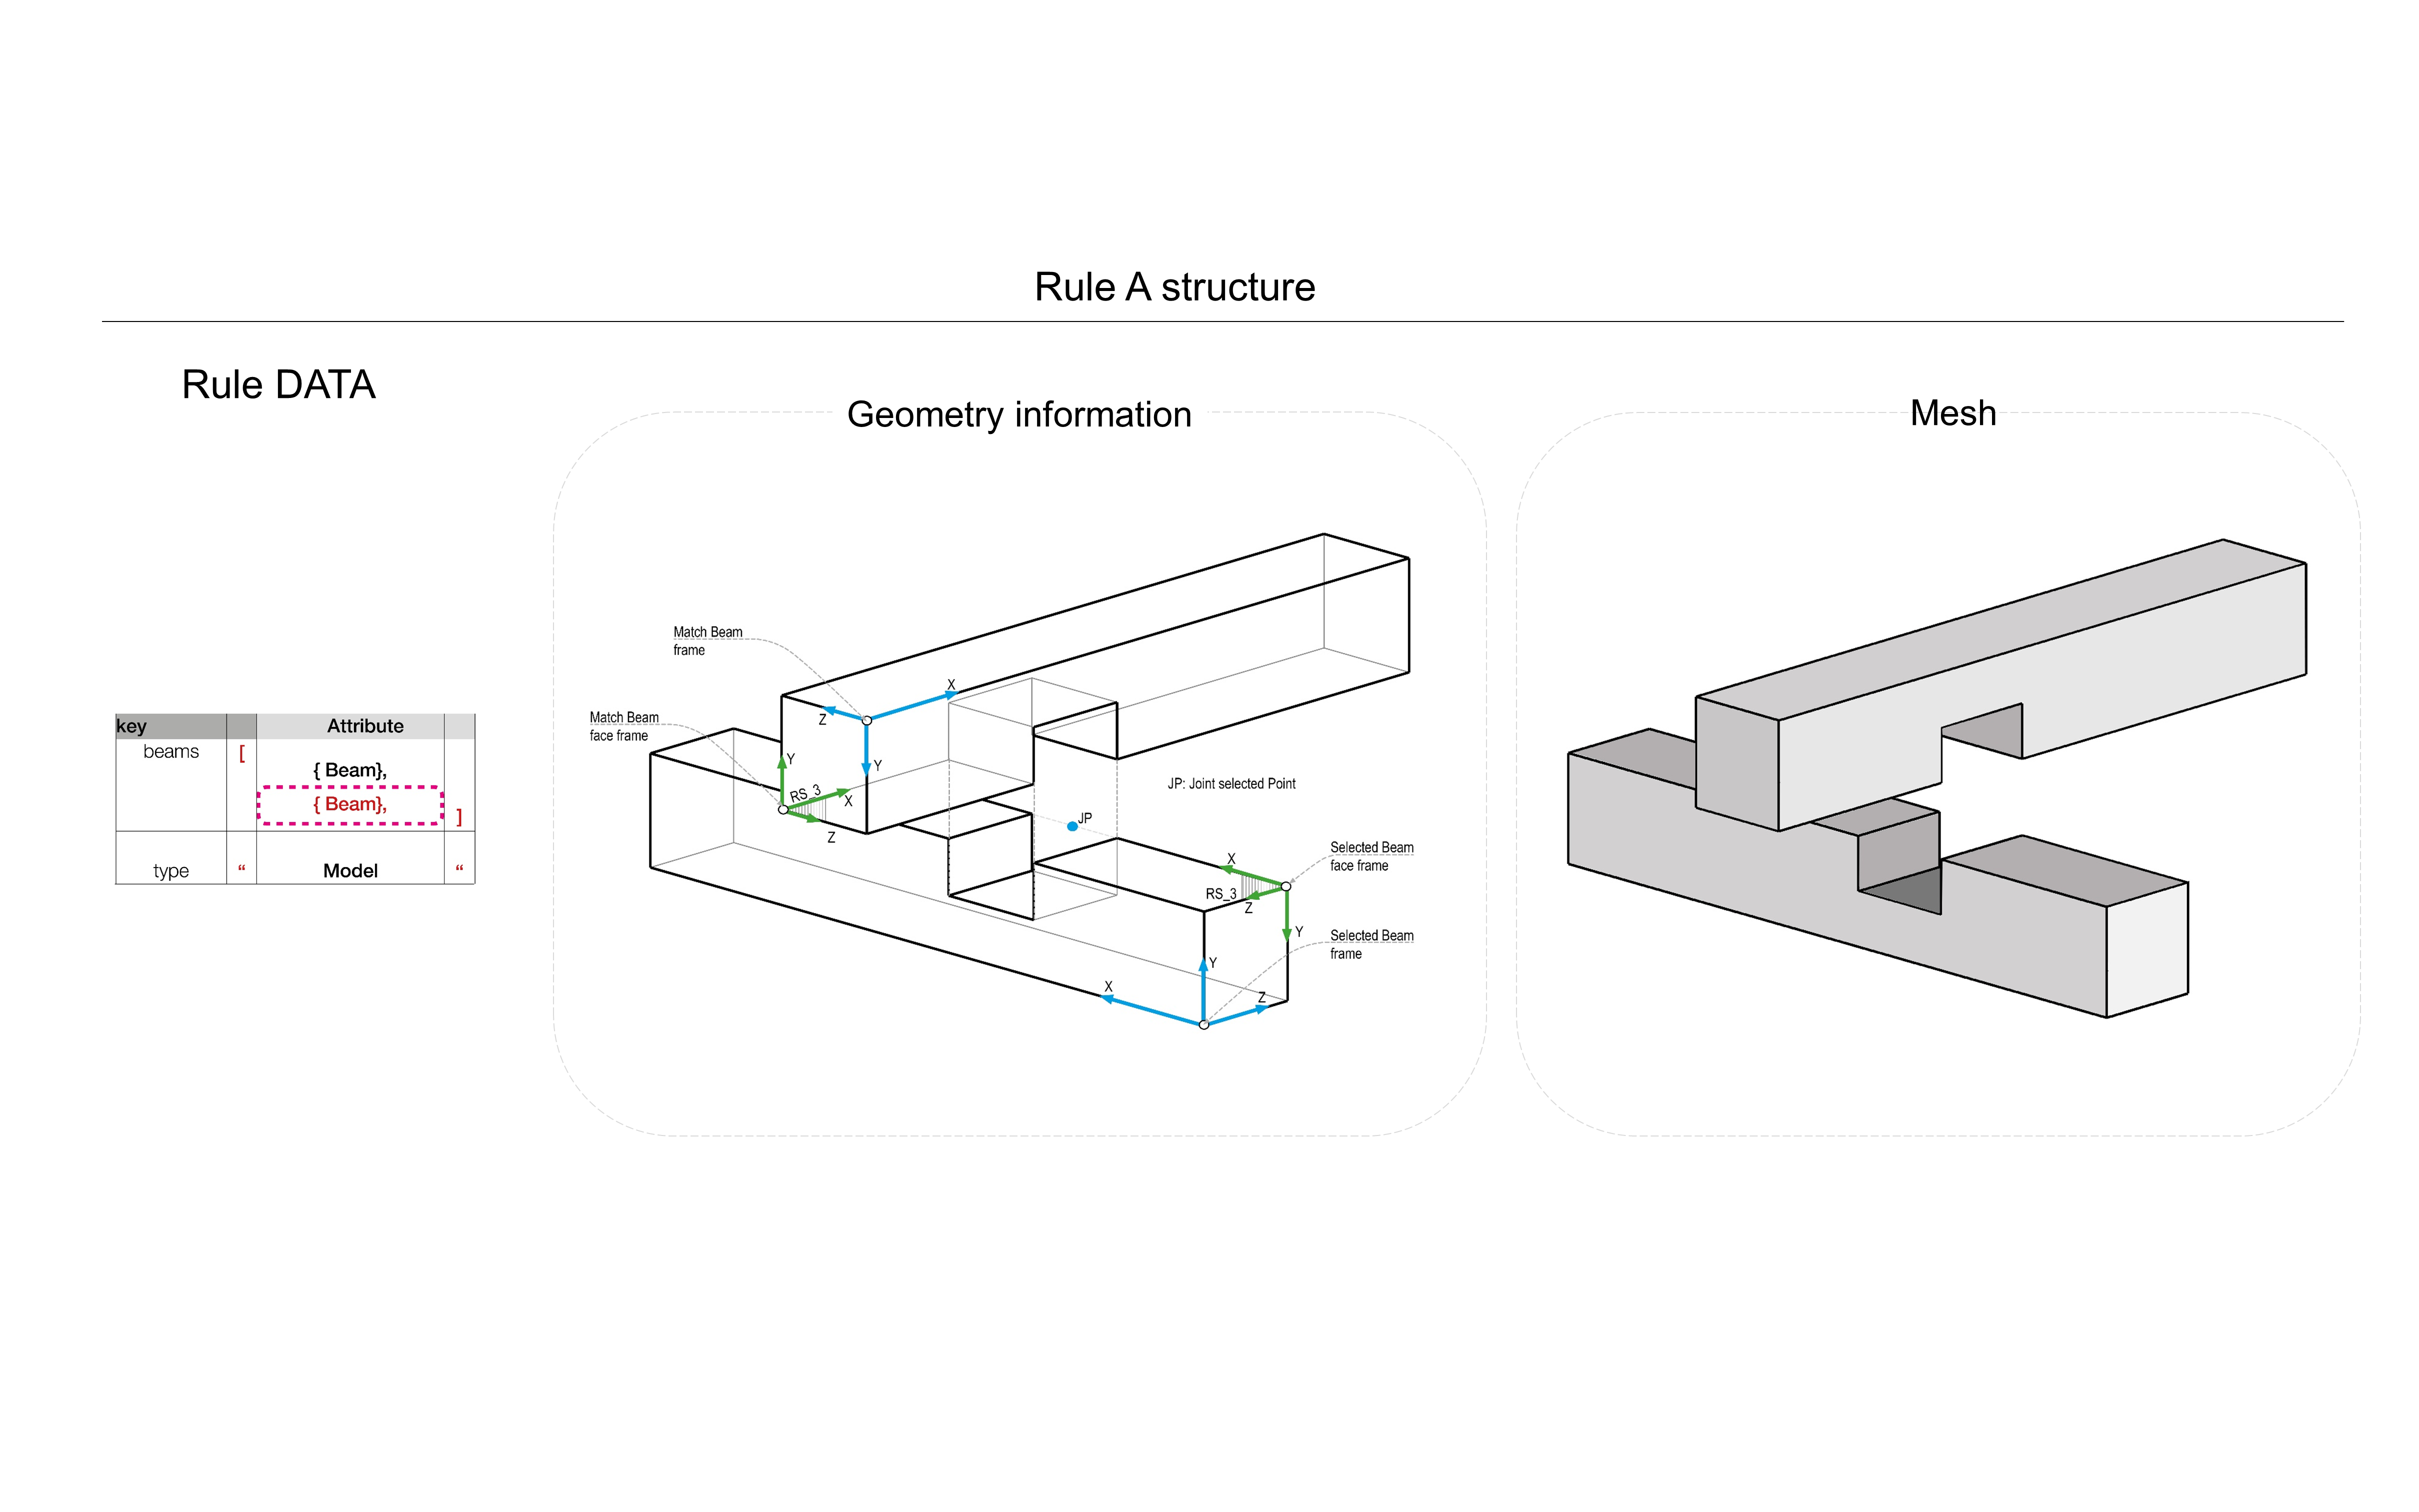 Rule A structure
Rule DATA
key Attribute
beams [ { Beam},
{ Beam}, ]
type “ Model “
Geometry information
Match Beam
frame
Match Beam
face frame
X
Z
Y
Y
RS_3
X
Z
JP: Joint selected Point
JP
Selected Beam
face frame
X
RS_3
Z
Y
Selected Beam
frame
Y
X
Z
Mesh